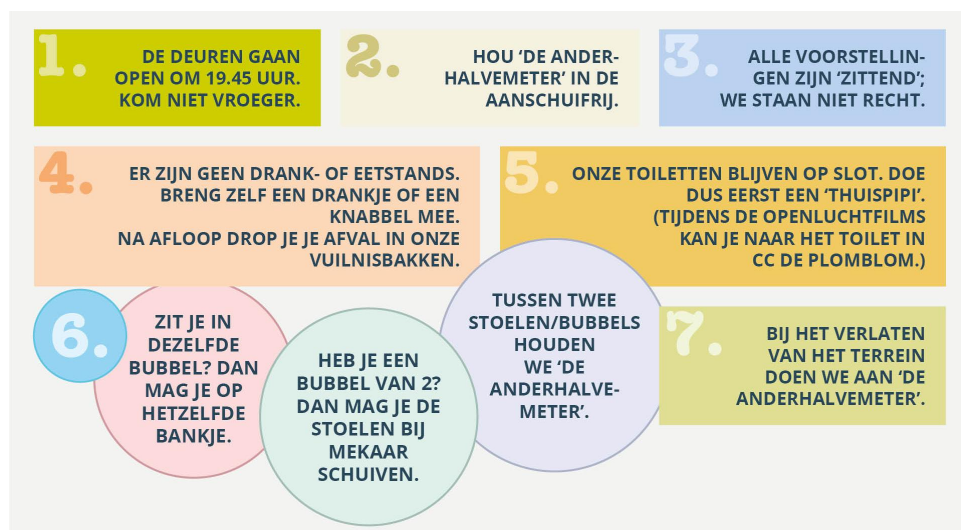 1.
DE DEUREN GAAN
OPEN OM 19.45 UUR.
KOM NIET VROEGER.
2.
HOU ‘DE ANDER-
HALVEMETER’ IN DE
AANSCHUIFRIJ.
3.
ALLE VOORSTELLIN-
GEN ZIJN ‘ZITTEND’;
WE STAAN NIET RECHT.
4.
ER ZIJN GEEN DRANK- OF EETSTANDS.
BRENG ZELF EEN DRANKJE OF EEN
KNABBEL MEE.
NA AFLOOP DROP JE JE AFVAL IN ONZE
VUILNISBAKKEN.
5.
ONZE TOILETTEN BLIJVEN OP SLOT. DOE
DUS EERST EEN ‘THUISPIPI’.
(TIJDENS DE OPENLUCHTFILMS
KAN JE NAAR HET TOILET IN
CC DE PLOMBLOM.)
6.
ZIT JE IN
DEZELFDE
BUBBEL? DAN
MAG JE OP
HETZELFDE
BANKJE.
HEB JE EEN
BUBBEL VAN 2?
DAN MAG JE DE
STOELEN BIJ
MEKAAR
SCHUIVEN.
TUSSEN TWEE
STOELEN/BUBBELS
HOUDEN
WE ‘DE
ANDERHALVE-
METER’.
7.
BIJ HET VERLATEN
VAN HET TERREIN
DOEN WE AAN ‘DE
ANDERHALVEMETER’.